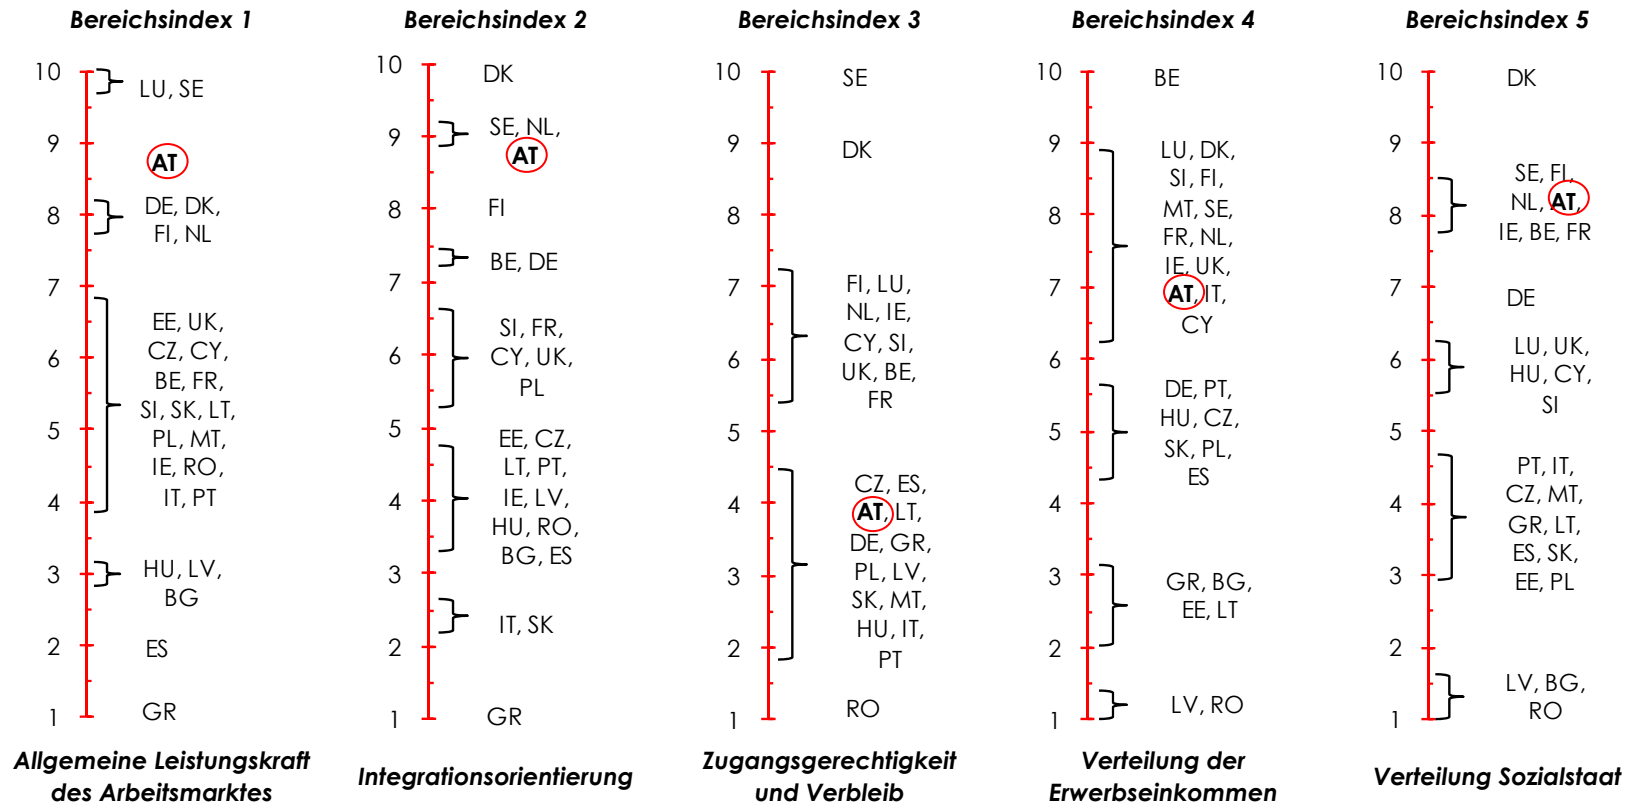 Bereichsindex 1
10
9
8
7
6
5
4
3
2
1
LU, SE
AT
DE, DK,
FI, NL
EE, UK,
CZ, CY,
BE, FR,
SI, SK, LT,
PL, MT,
IE, RO,
IT, PT
HU, LV,
BG
ES
GR
Allgemeine Leistungskraft
des Arbeitsmarktes
Bereichsindex 2
10
9
8
7
6
5
4
3
2
1
DK
SE, NL,
AT
FI
BE, DE
SI, FR,
CY, UK,
PL
EE, CZ,
LT, PT,
IE, LV,
HU, RO,
BG, ES
IT, SK
GR
Integrationsorientierung
Bereichsindex 3
10
9
8
7
6
5
4
3
2
1
SE
DK
FI, LU,
NL, IE,
CY, SI,
UK, BE,
FR
CZ, ES,
AT, LT,
DE, GR,
PL, LV,
SK, MT,
HU, IT,
PT
RO
Zugangsgerechtigkeit
und Verbleib
Bereichsindex 4
10
9
8
7
6
5
4
3
2
1
BE
LU, DK,
SI, FI,
MT, SE,
FR, NL,
IE, UK,
AT, IT,
CY
DE, PT,
HU, CZ,
SK, PL,
ES
GR, BG,
EE, LT
LV, RO
Verteilung der
Erwerbseinkommen
Bereichsindex 5
10
9
8
7
6
5
4
3
2
1
DK
SE, FI,
NL, AT,
IE, BE, FR
DE
LU, UK,
HU, CY,
SI
PT, IT,
CZ, MT,
GR, LT,
ES, SK,
EE, PL
LV, BG,
RO
Verteilung Sozialstaat